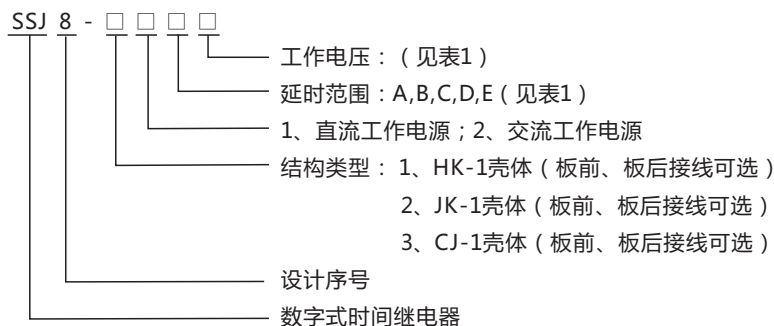 SSJ 8 - □ □ □ □
工作电压：（见表1）
延时范围：A,B,C,D,E（见表1）
1、直流工作电源；2、交流工作电源
结构类型： 1、HK-1壳体（板前、板后接线可选）
2、JK-1壳体（板前、板后接线可选）
3、CJ-1壳体（板前、板后接线可选）
设计序号
数字式时间继电器